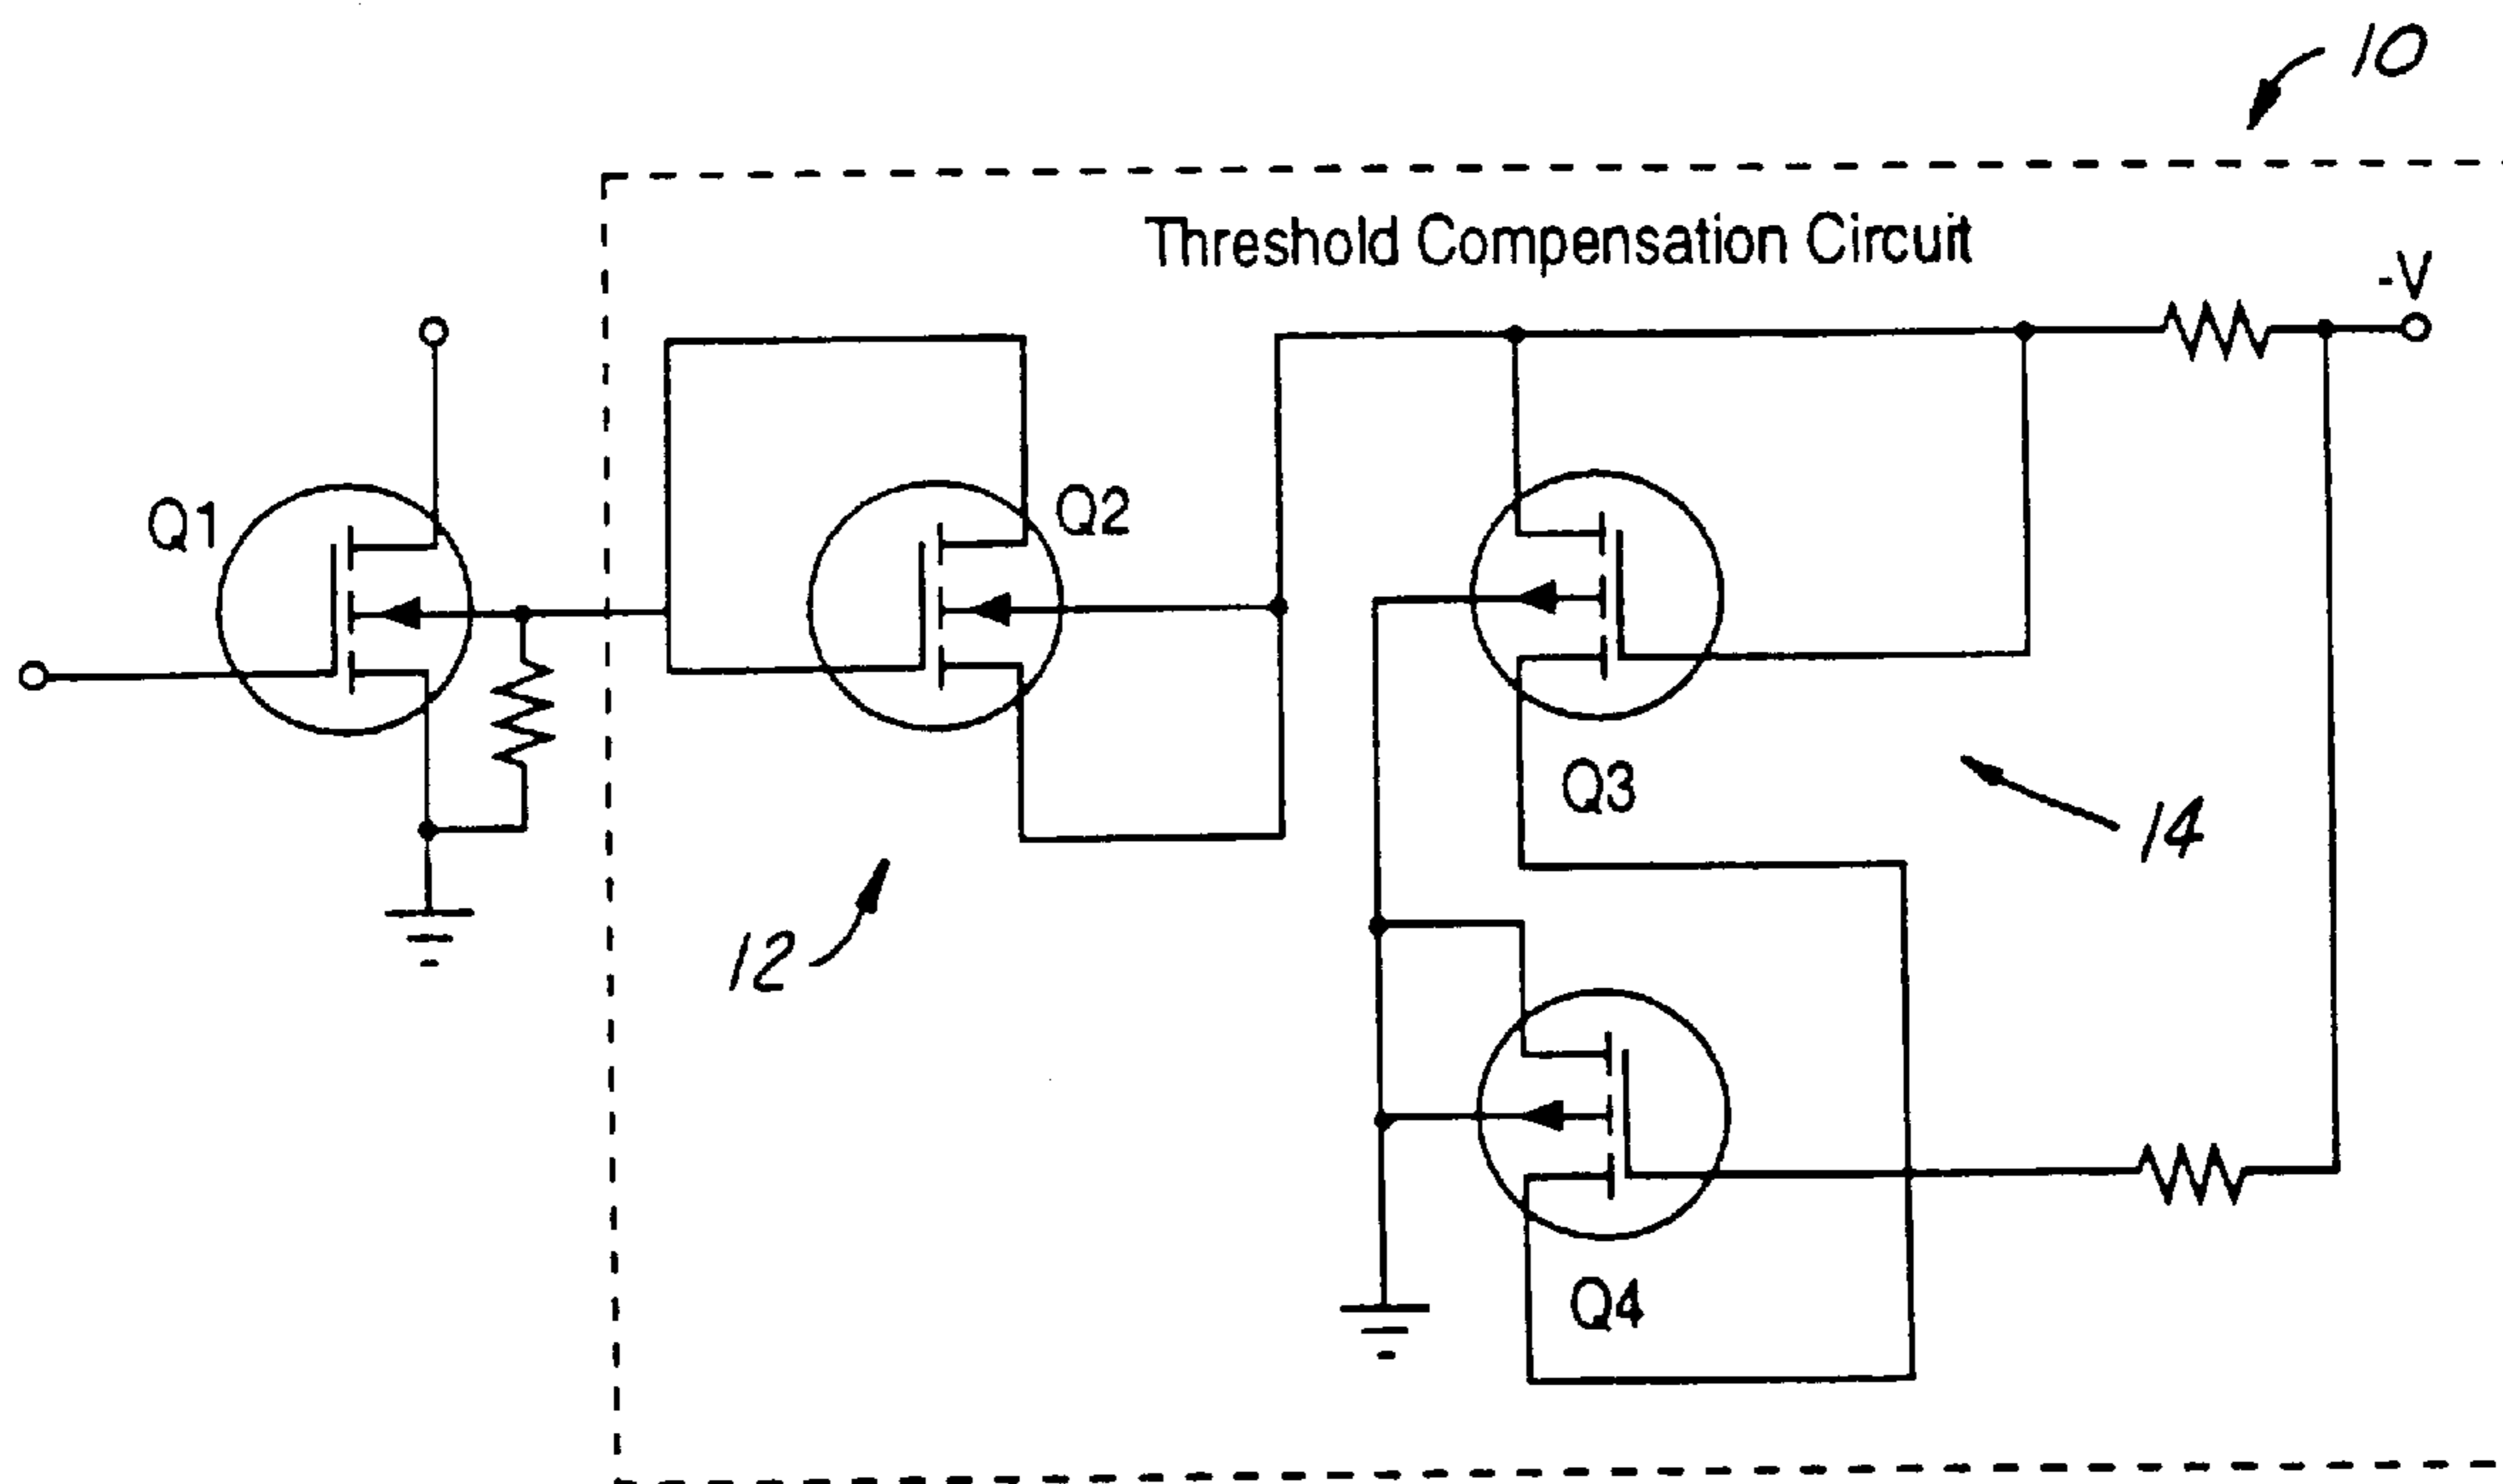 10
Threshold Compensation Circuit
-V
Q1
Q2
Q3
14
12
Q4